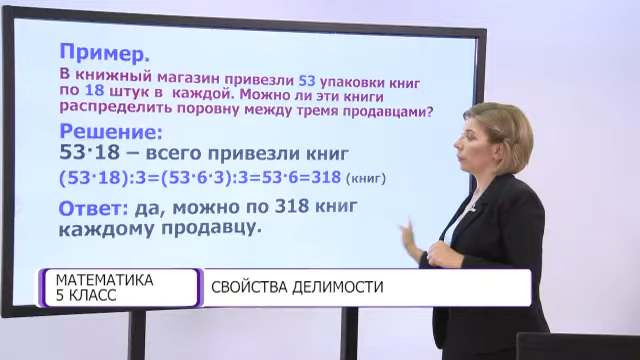 Пример.
В книжный магазин привезли 53 упаковки книг
по 18 штук в каждой. Можно ли эти книги
распределить поровну между тремя продавцами?
Решение:
53·18 – всего привезли книг
(53·18):3=(53·6·3):3=53·6=318 (книг)
Ответ: да, можно по 318 книг
каждому продавцу.
МАТЕМАТИКА
5 КЛАСС
СВОЙСТВА ДЕЛИМОСТИ